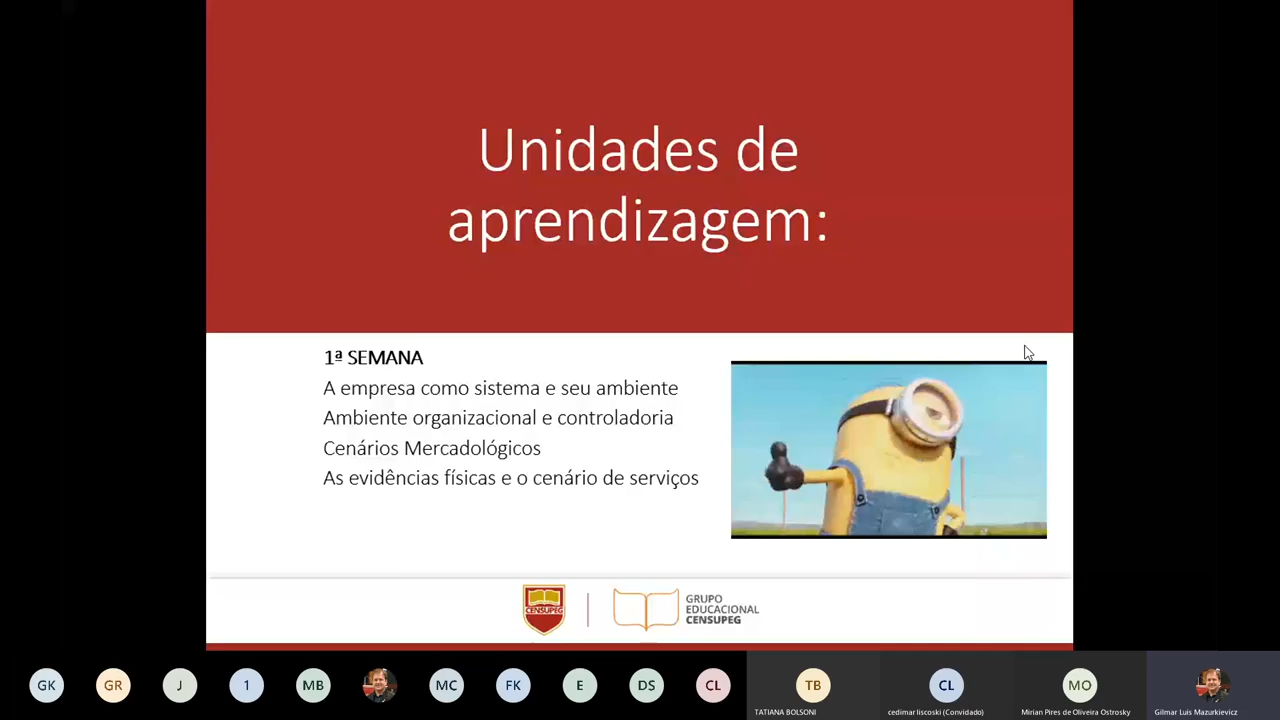 Unidades de
aprendizagem:
1ª SEMANA
A empresa como sistema e seu ambiente
Ambiente organizacional e controladoria
Cenários Mercadológicos
As evidências físicas e o cenário de serviços
CENSUPEG
GRUPO
EDUCACIONAL
CENSUPEG
GK
GR
J
1
MB
MC
FK
E
DS
CL
TB
CL
MO
TATIANA BOLSONI
cedimar liscoski (Convidado)
Mirian Pires de Oliveira Ostrosky
Gilmar Luis Mazurkievicz